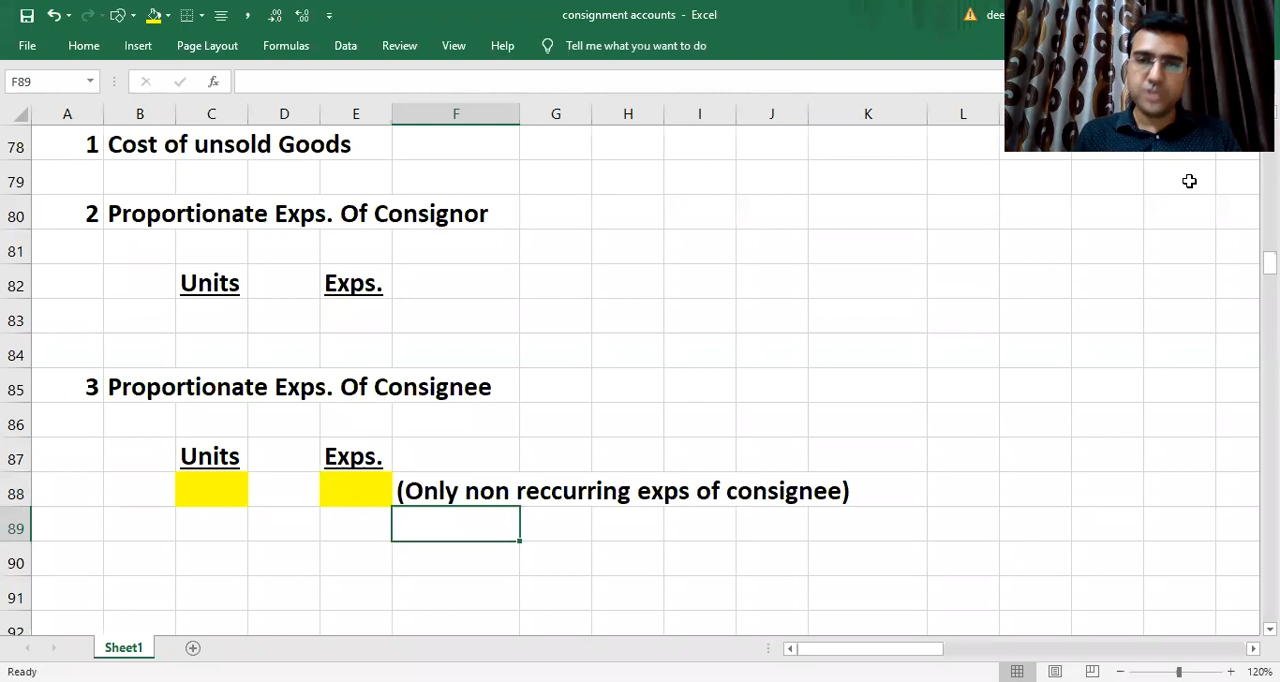 consignment accounts - Excel
dee
File Home Insert Page Layout Formulas Data Review View Help Tell me what you want to do
F89 fx
A B C D E F G H I J K L
78 1 Cost of unsold Goods
79
80 2 Proportionate Exps. Of Consignor
81
82 Units Exps.
83
84
85 3 Proportionate Exps. Of Consignee
86
87 Units Exps.
88 (Only non reccurring exps of consignee)
89
90
91
92
Sheet1
Ready 120%